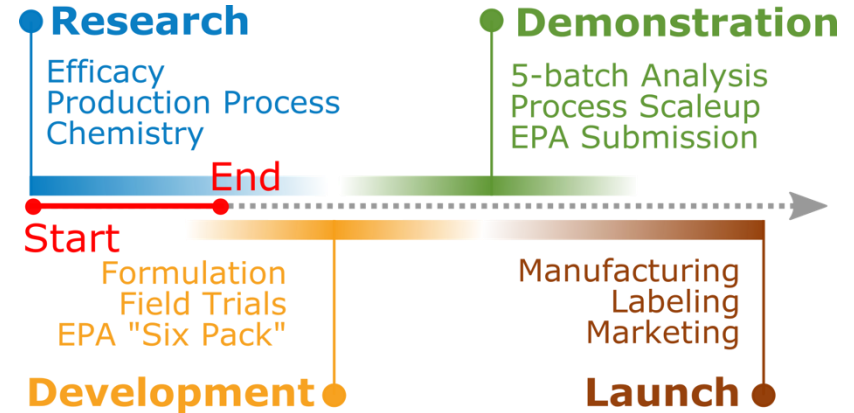 Research
Efficacy
Production Process
Chemistry
Demonstration
5-batch Analysis
Process Scaleup
EPA Submission
End
Start
Formulation
Field Trials
EPA "Six Pack"
Development
Manufacturing
Labeling
Marketing
Launch